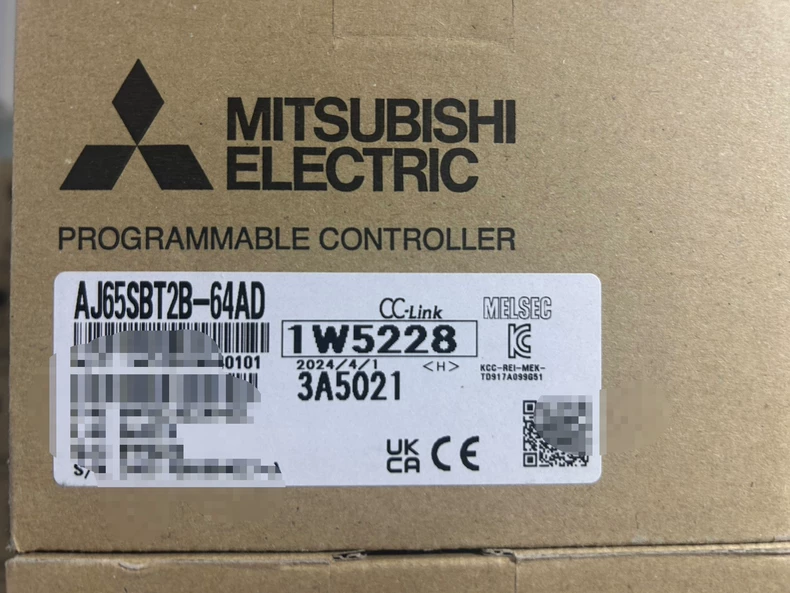 MITSUBISHI
ELECTRIC
PROGRAMMABLE CONTROLLER
AJ65SBT2B-64AD
CC-Link
MELSEC
1W5228
0101
2024/4/1
<H>
KCC-REI-MEK-
TD917A099G51
3A5021
UK
CA
CE
S/